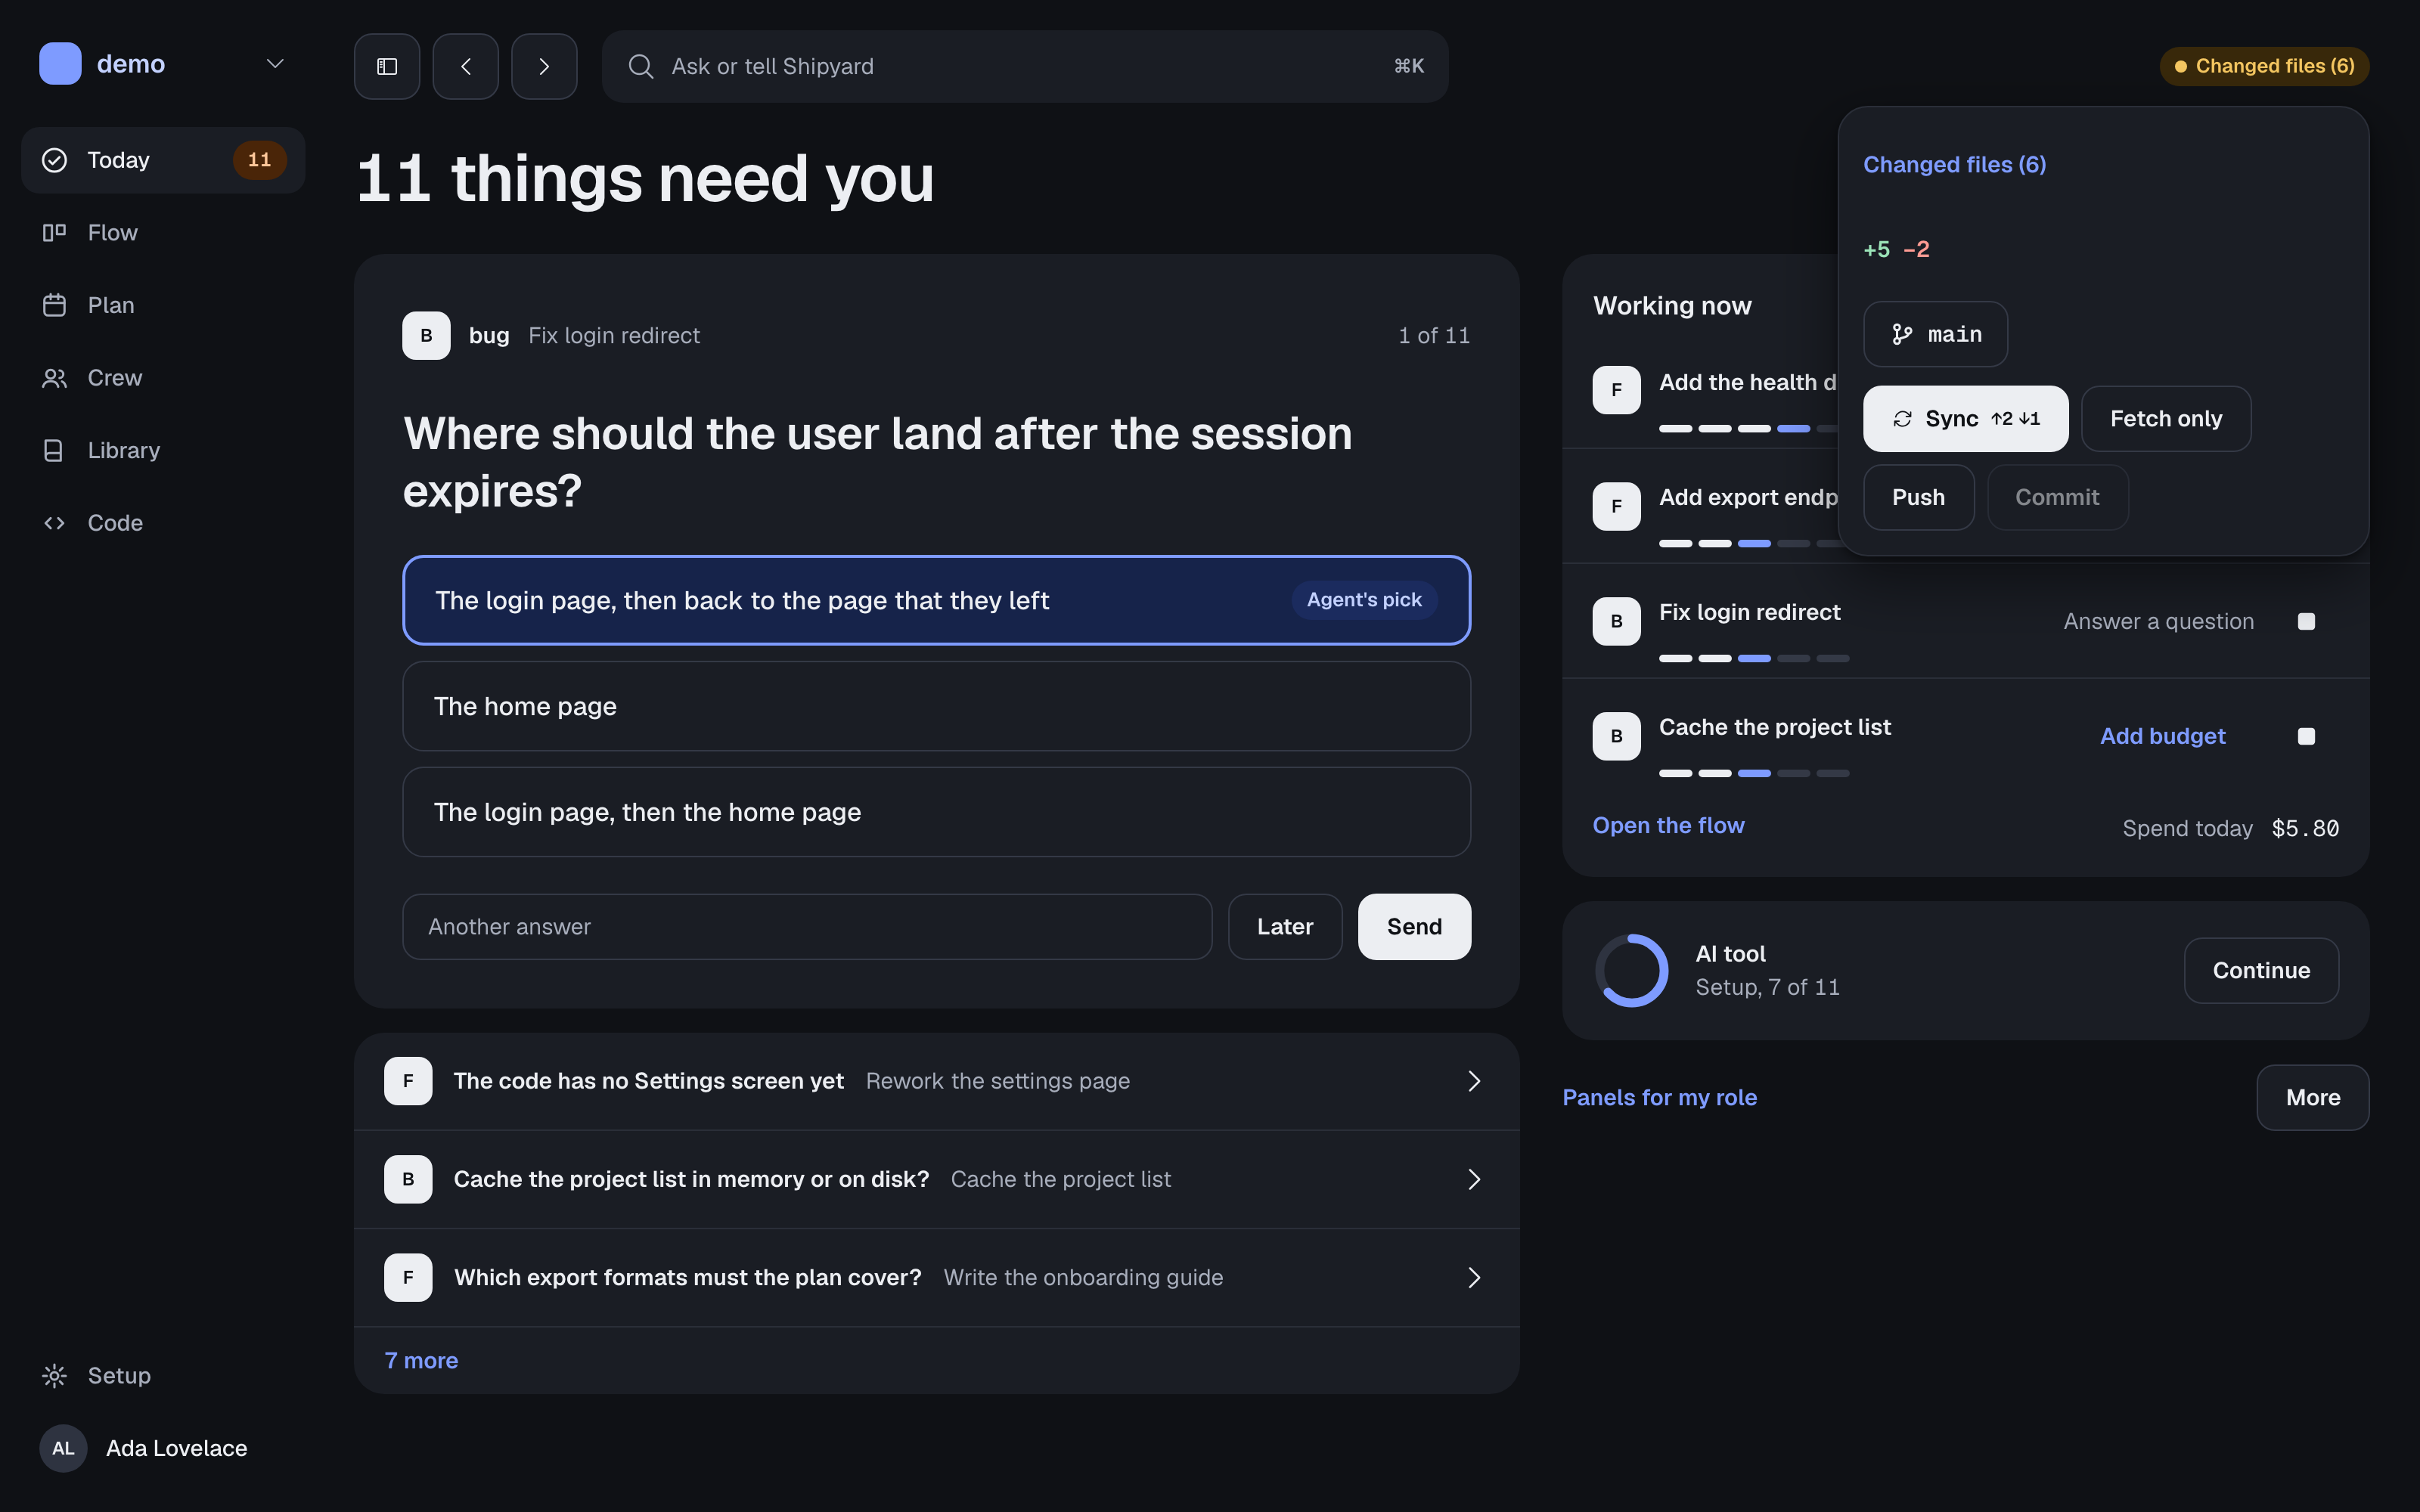 demo
Ask or tell Shipyard ⌘K
Changed files (6)
Today 11
Flow
Plan
Crew
Library
Code
Setup
AL Ada Lovelace
11 things need you
B bug Fix login redirect 1 of 11
Where should the user land after the session
expires?
The login page, then back to the page that they left Agent's pick
The home page
The login page, then the home page
Another answer Later Send
F The code has no Settings screen yet Rework the settings page
B Cache the project list in memory or on disk? Cache the project list
F Which export formats must the plan cover? Write the onboarding guide
7 more
Changed files (6)
+5 −2
main
Sync ↑2 ↓1 Fetch only
Push Commit
Working now
F Add the health
F Add export
B Fix login redirect Answer a question
B Cache the project list Add budget
Open the flow Spend today $5.80
AI tool
Setup, 7 of 11
Continue
Panels for my role More